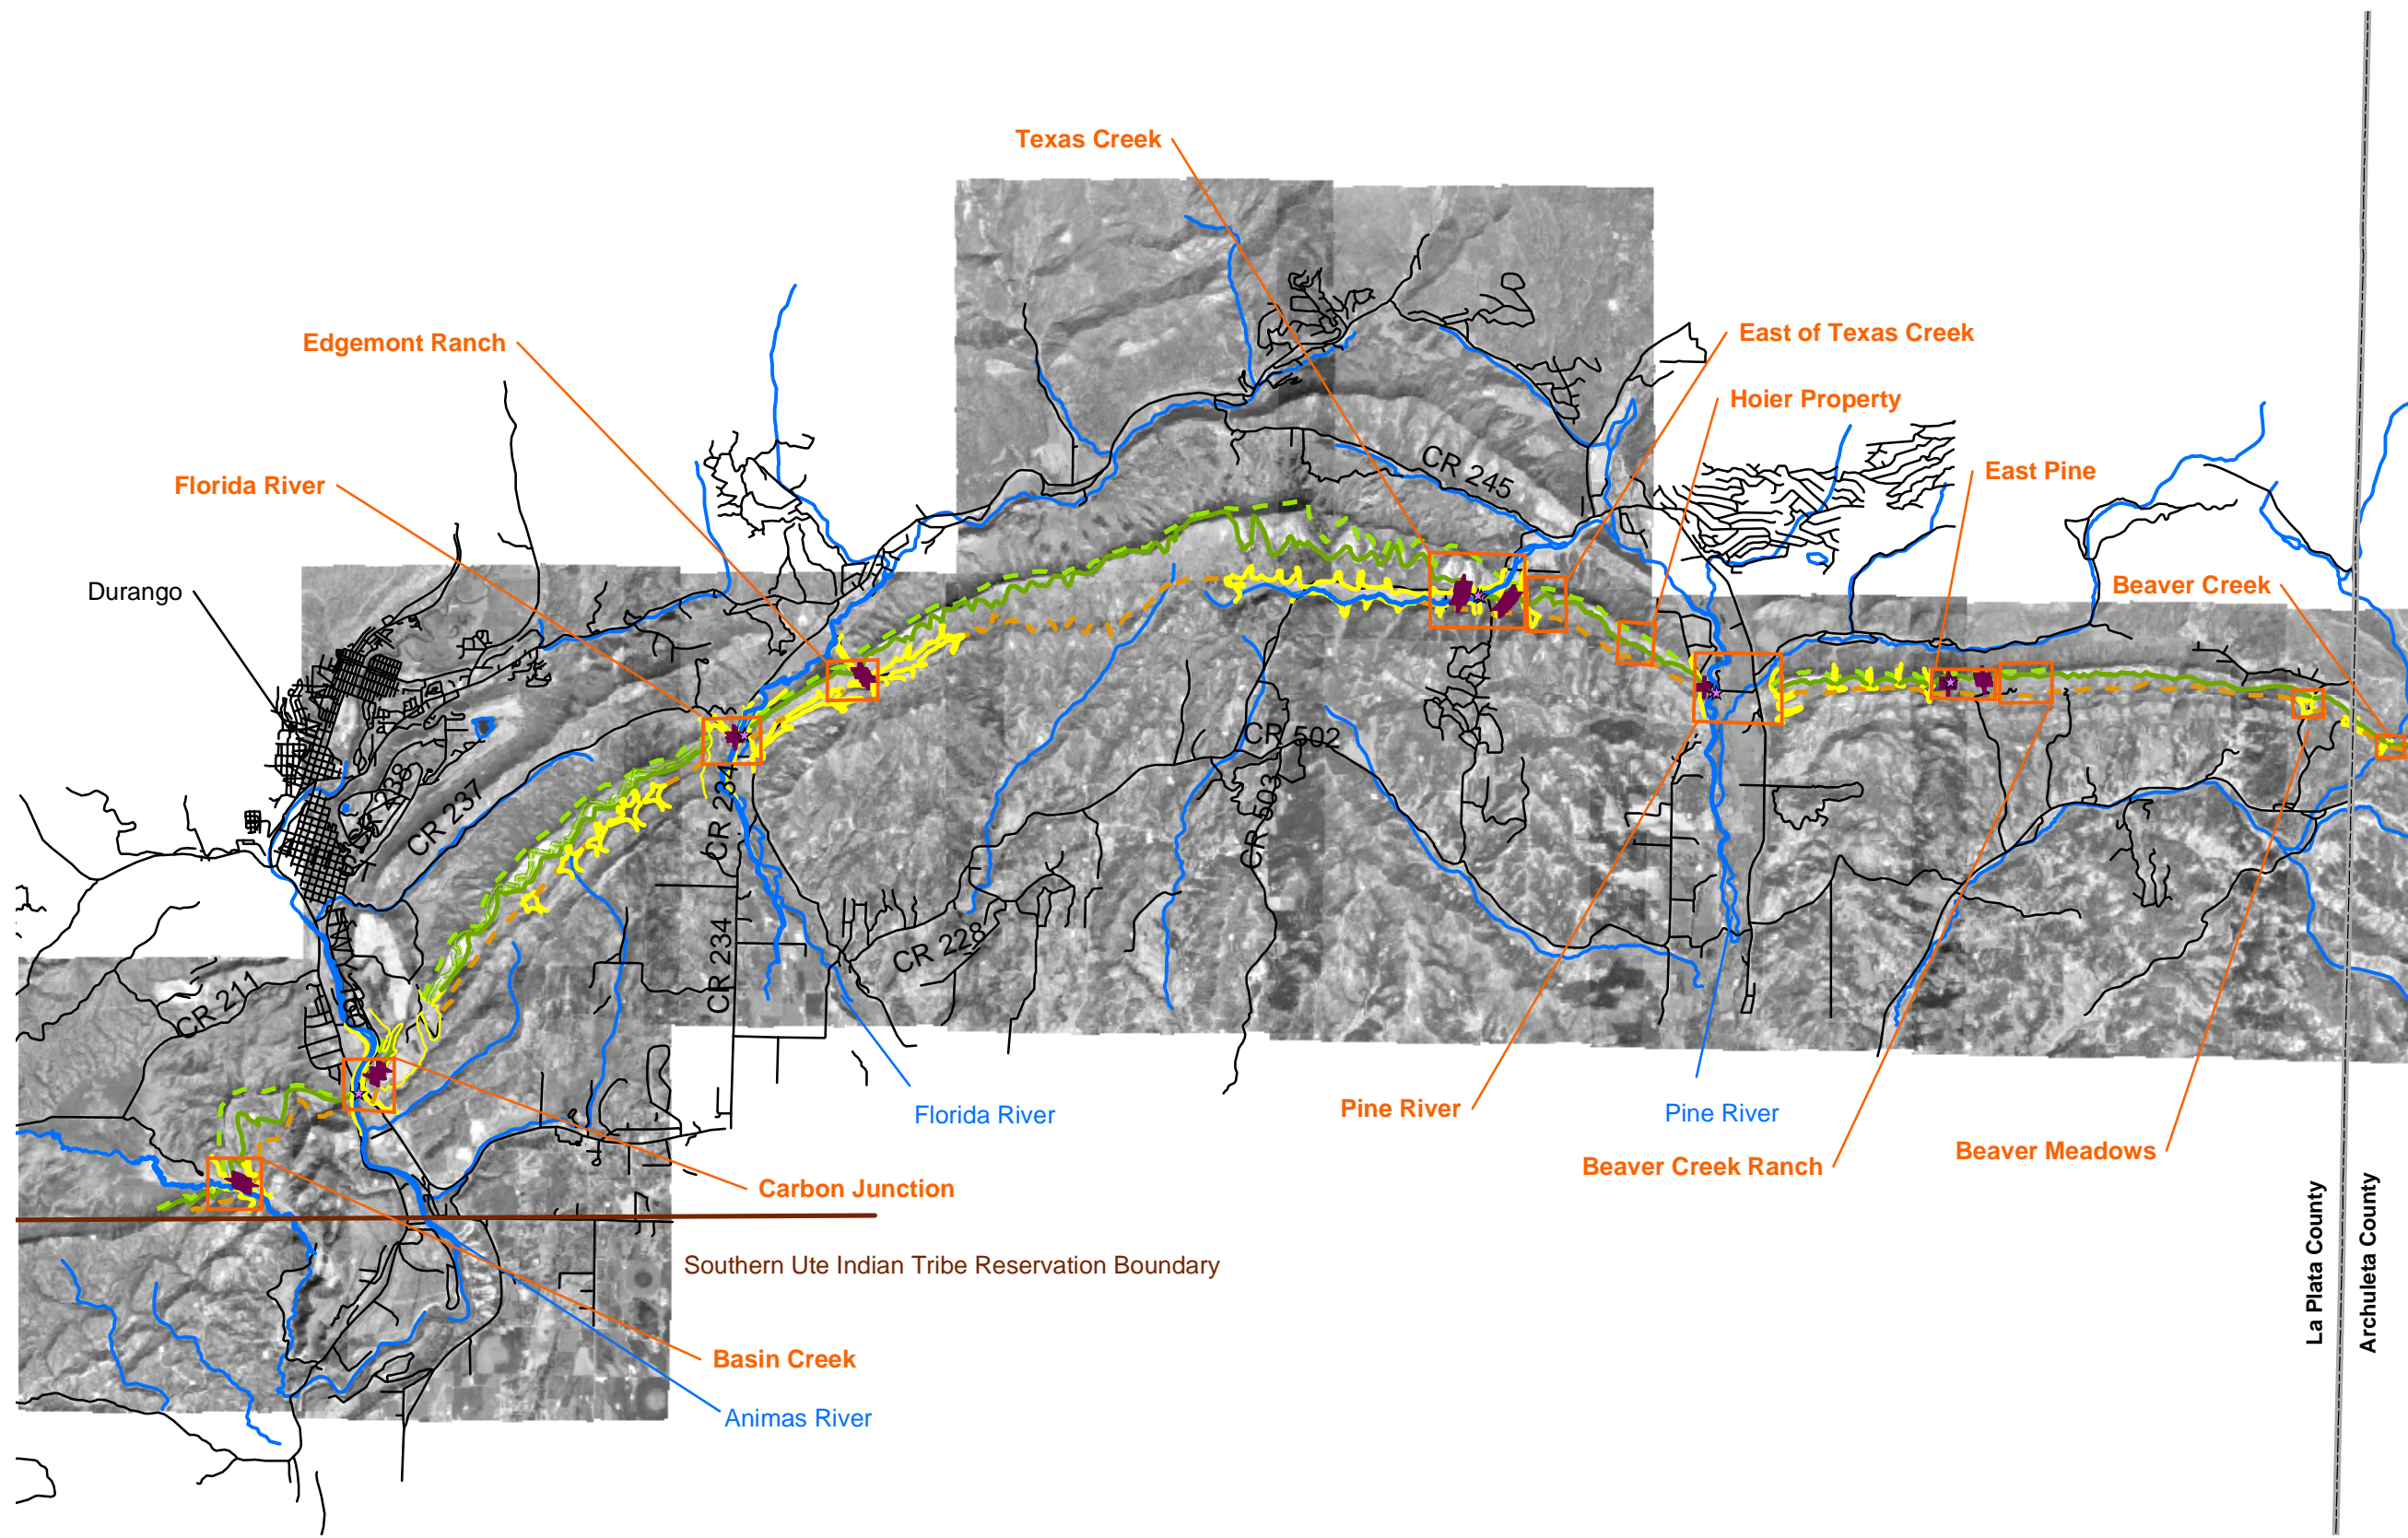 Texas Creek
Edgemont Ranch
East of Texas Creek
Hoier Property
Florida River
CR 245
East Pine
Durango
Beaver Creek
CR 502
CR 238
CR 237
CR 234
CR 503
CR 228
CR 234
CR 211
Florida River
Pine River
Pine River
Beaver Creek Ranch
Beaver Meadows
Carbon Junction
Southern Ute Indian Tribe Reservation Boundary
La Plata County
Archuleta County
Basin Creek
Animas River